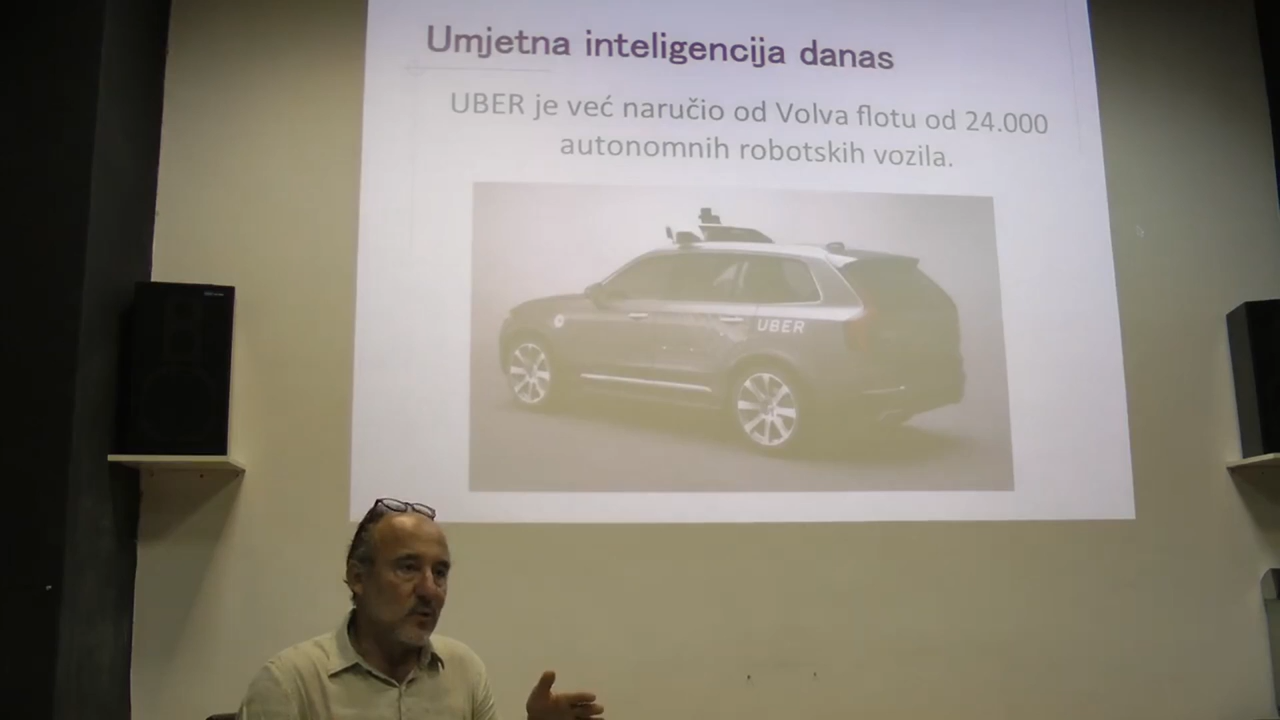 Umjetna inteligencija danas
UBER je već naručio od Volva flotu od 24.000
autonomnih robotskih vozila.
UBER